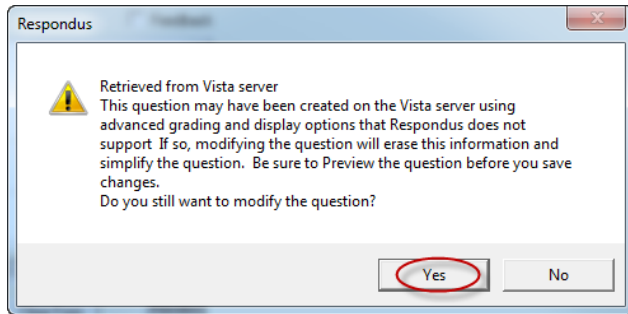 Respondus
Retrieved from Vista server
This question may have been created on the Vista server using
advanced grading and display options that Respondus does not
support If so, modifying the question will erase this information and
simplify the question. Be sure to Preview the question before you save
changes.
Do you still want to modify the question?
Yes No